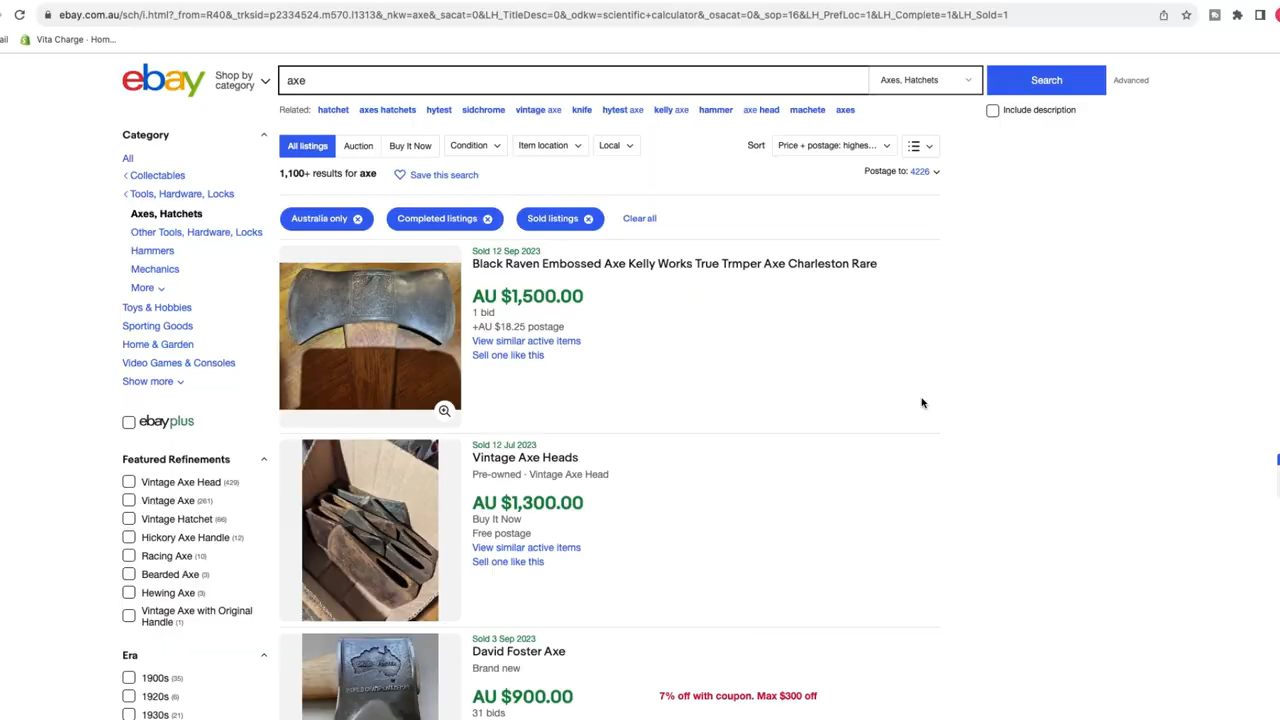 ebay.com.au/sch/i.html?_from=R40&_trksid=p2334524.m570.l1313&_nkw=axe&_sacat=0&LH_TitleDesc=0&_odkw=scientific+calculator&_osacat=0&_sop=16&LH_PrefLoc=1&LH_Complete=1&LH_Sold=1
ail Vita Charge · Hom...
ebay Shop by category axe Axes, Hatchets Search Advanced
Related: hatchet axes hatchets hytest sidchrome vintage axe knife hytest axe kelly axe hammer axe head machete axes Include description
Category
All
Collectables
Tools, Hardware, Locks
Axes, Hatchets
Other Tools, Hardware, Locks
Hammers
Mechanics
More
Toys & Hobbies
Sporting Goods
Home & Garden
Video Games & Consoles
Show more
ebayplus
Featured Refinements
Vintage Axe Head (429)
Vintage Axe (261)
Vintage Hatchet (66)
Hickory Axe Handle (12)
Racing Axe (10)
Bearded Axe (3)
Hewing Axe (3)
Vintage Axe with Original
Handle (1)
Era
1900s (35)
1920s (6)
1930s (21)
All listings Auction Buy It Now Condition Item location Local Sort Price + postage: highes...
1,100+ results for axe Save this search Postage to: 4226
Australia only Completed listings Sold listings Clear all
Sold 12 Sep 2023
Black Raven Embossed Axe Kelly Works True Trmper Axe Charleston Rare
AU $1,500.00
1 bid
+AU $18.25 postage
View similar active items
Sell one like this
Sold 12 Jul 2023
Vintage Axe Heads
Pre-owned · Vintage Axe Head
AU $1,300.00
Buy It Now
Free postage
View similar active items
Sell one like this
Sold 3 Sep 2023
David Foster Axe
Brand new
AU $900.00 7% off with coupon. Max $300 off
31 bids